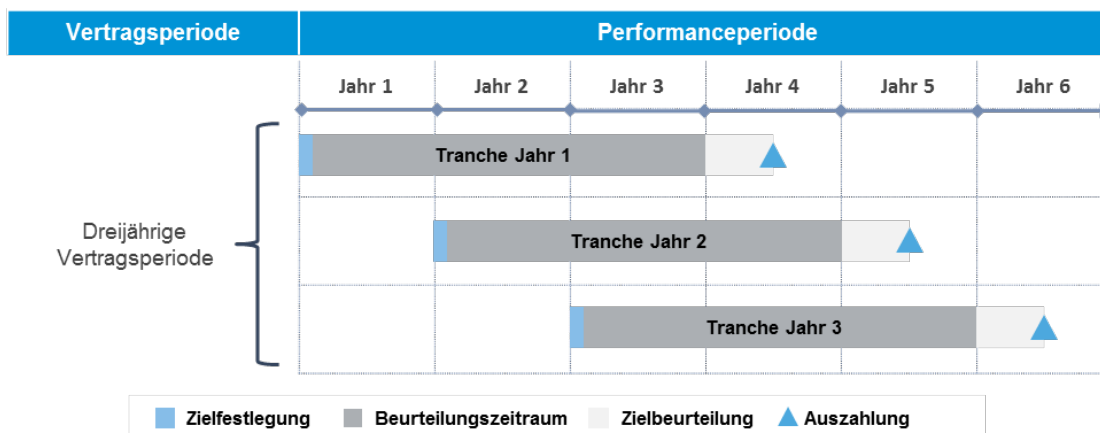 Vertragsperiode Performanceperiode
Jahr 1 Jahr 2 Jahr 3 Jahr 4 Jahr 5 Jahr 6
Tranche Jahr 1
Dreijährige
Vertragsperiode
Tranche Jahr 2
Tranche Jahr 3
Zielfestlegung Beurteilungszeitraum Zielbeurteilung Auszahlung